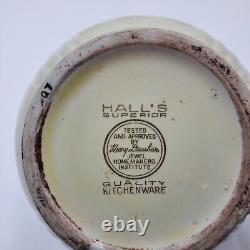 HALL'S
SUPERIOR
TESTED
AND APPROVED
BY
Mary Dunbar
JEWEL
HOMEMAKERS
INSTITUTE
QUALITY
KITCHENWARE